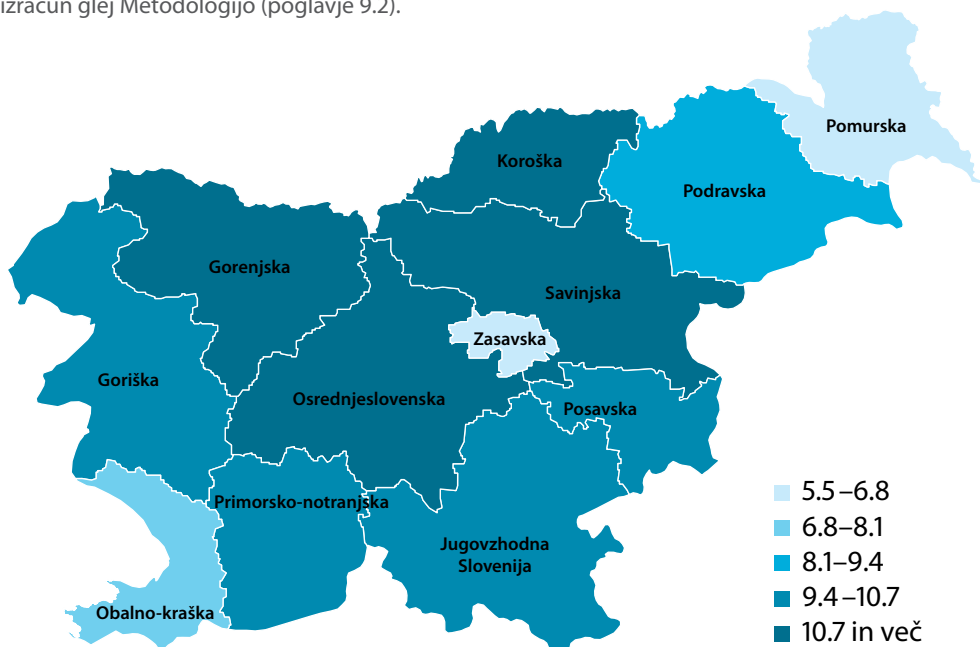 izračun glej Metodologijo (poglavje 9.2).
Pomurska
Koroška
Podravska
Gorenjska
Savinjska
Zasavska
Goriška
Osrednjeslovenska
Posavska
Primorsko-notranjska
Jugovzhodna
Slovenija
Obalno-kraška
5.5–6.8
6.8–8.1
8.1–9.4
9.4–10.7
10.7 in več